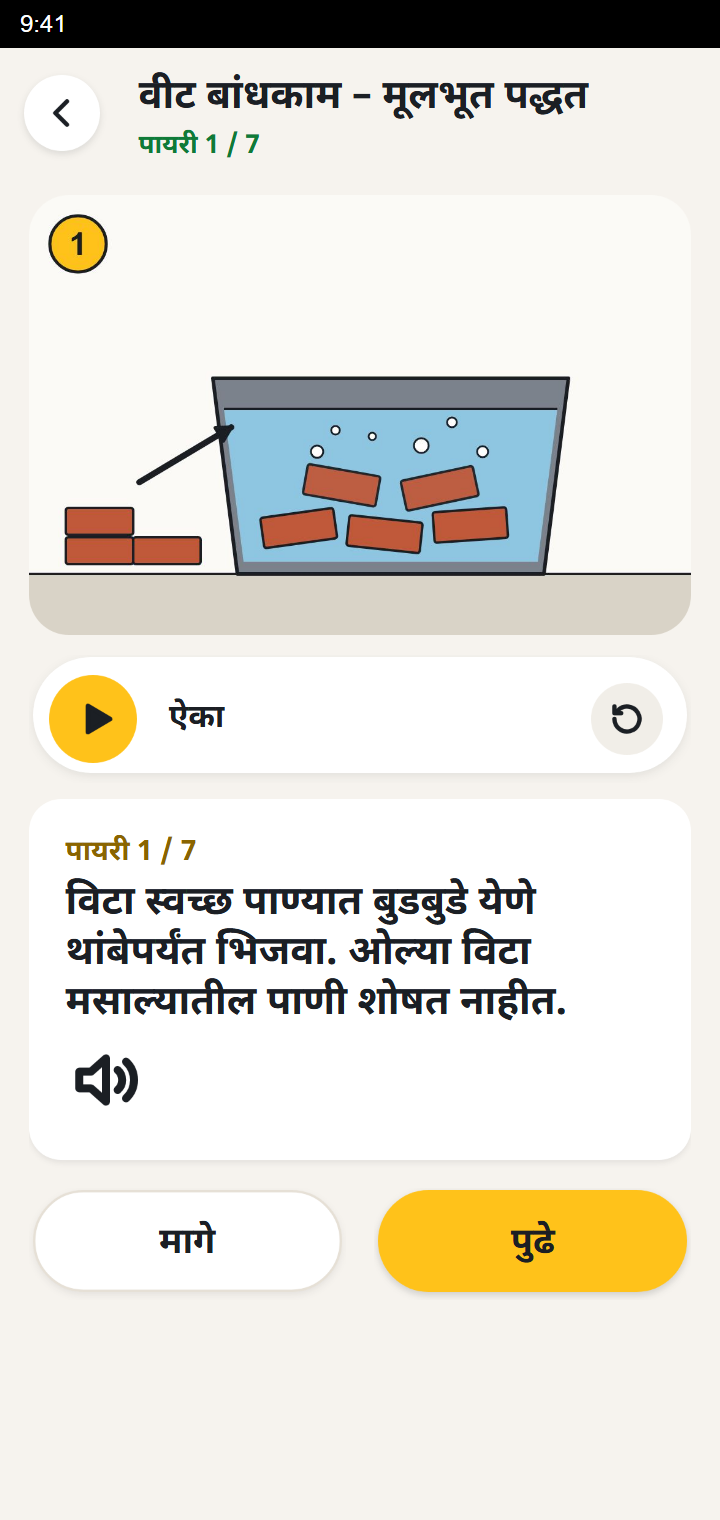 9:41
वीट बांधकाम – मूलभूत पद्धत
पायरी 1 / 7
1
ऐका
पायरी 1 / 7
विटा स्वच्छ पाण्यात बुडबुडे येणे
थांबेपर्यंत भिजवा. ओल्या विटा
मसाल्यातील पाणी शोषत नाहीत.
मागे
पुढे